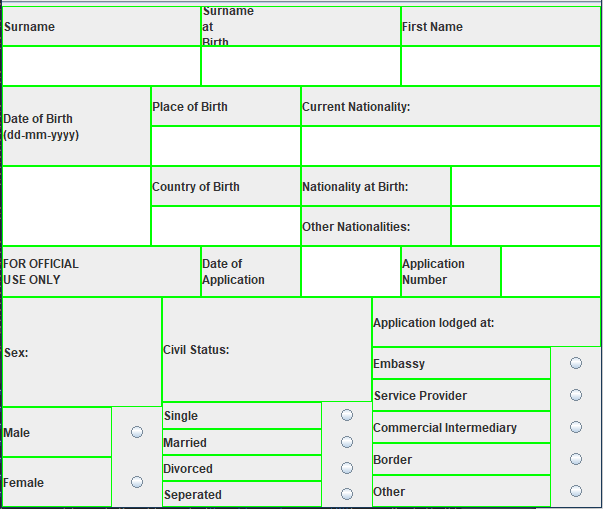 Surname
Surname
at
Birth
First Name
Date of Birth
(dd-mm-yyyy)
Place of Birth
Current Nationality:
Country of Birth
Nationality at Birth:
Other Nationalities:
FOR OFFICIAL
USE ONLY
Date of
Application
Application
Number
Sex:
Male
Female
Civil Status:
Single
Married
Divorced
Seperated
Application lodged at:
Embassy
Service Provider
Commercial Intermediary
Border
Other